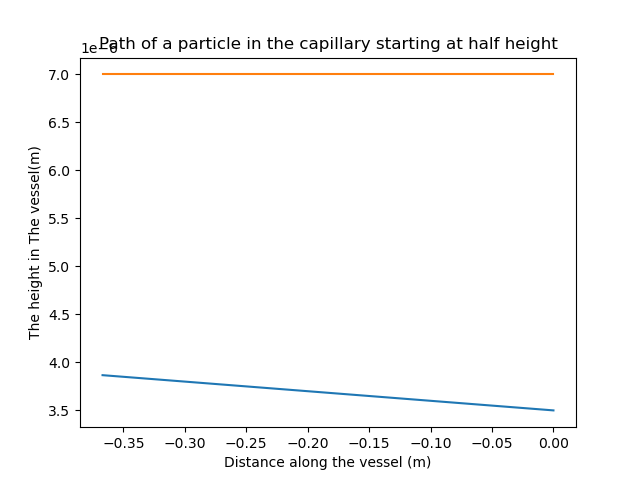 Path of a particle in the capillary starting at half height
1e−6
7.0
6.5
6.0
5.5
5.0
4.5
4.0
3.5
The height in The vessel(m)
−0.35 −0.30 −0.25 −0.20 −0.15 −0.10 −0.05 0.00
Distance along the vessel (m)